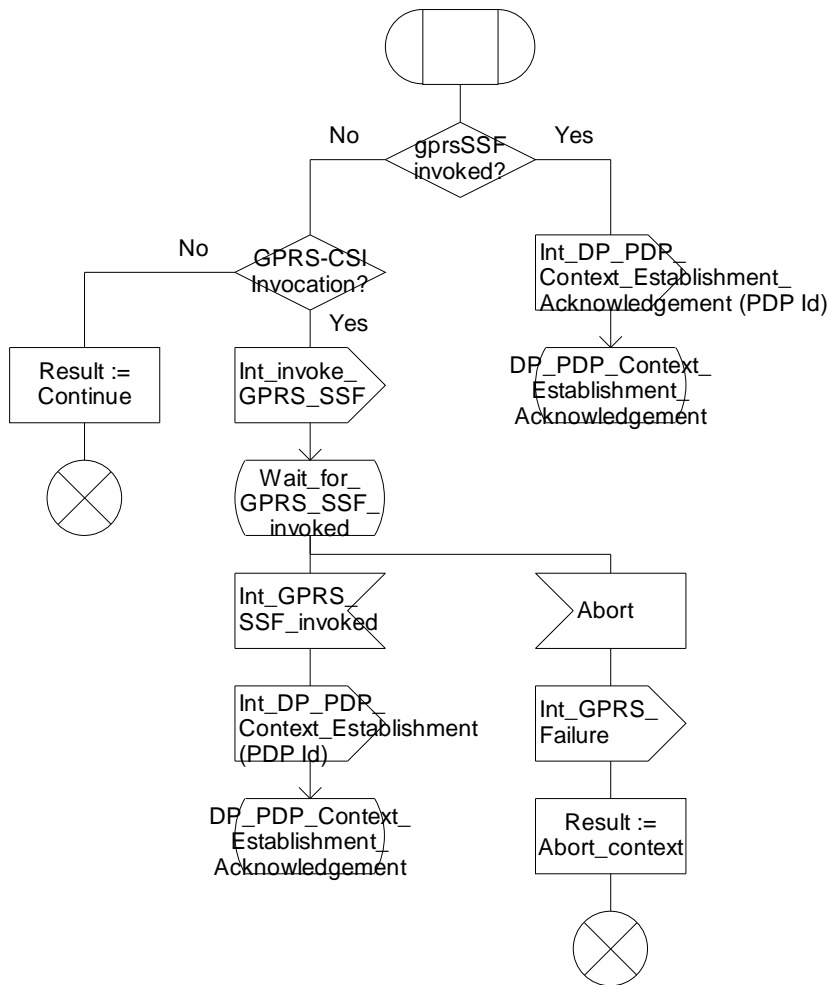 No
gprsSSF
invoked?
Yes
No
GPRS-CSI
Invocation?
Yes
Int_DP_PDP_
Context_Establishment_
Acknowledgement (PDP Id)
Result :=
Continue
Int_invoke_
GPRS_SSF
DP_PDP_Context_
Establishment_
Acknowledgement
Wait_for_
GPRS_SSF_
invoked
Int_GPRS_
SSF_invoked
Abort
Int_DP_PDP_
Context_Establishment
(PDP Id)
Int_GPRS_
Failure
DP_PDP_Context_
Establishment_
Acknowledgement
Result :=
Abort_context